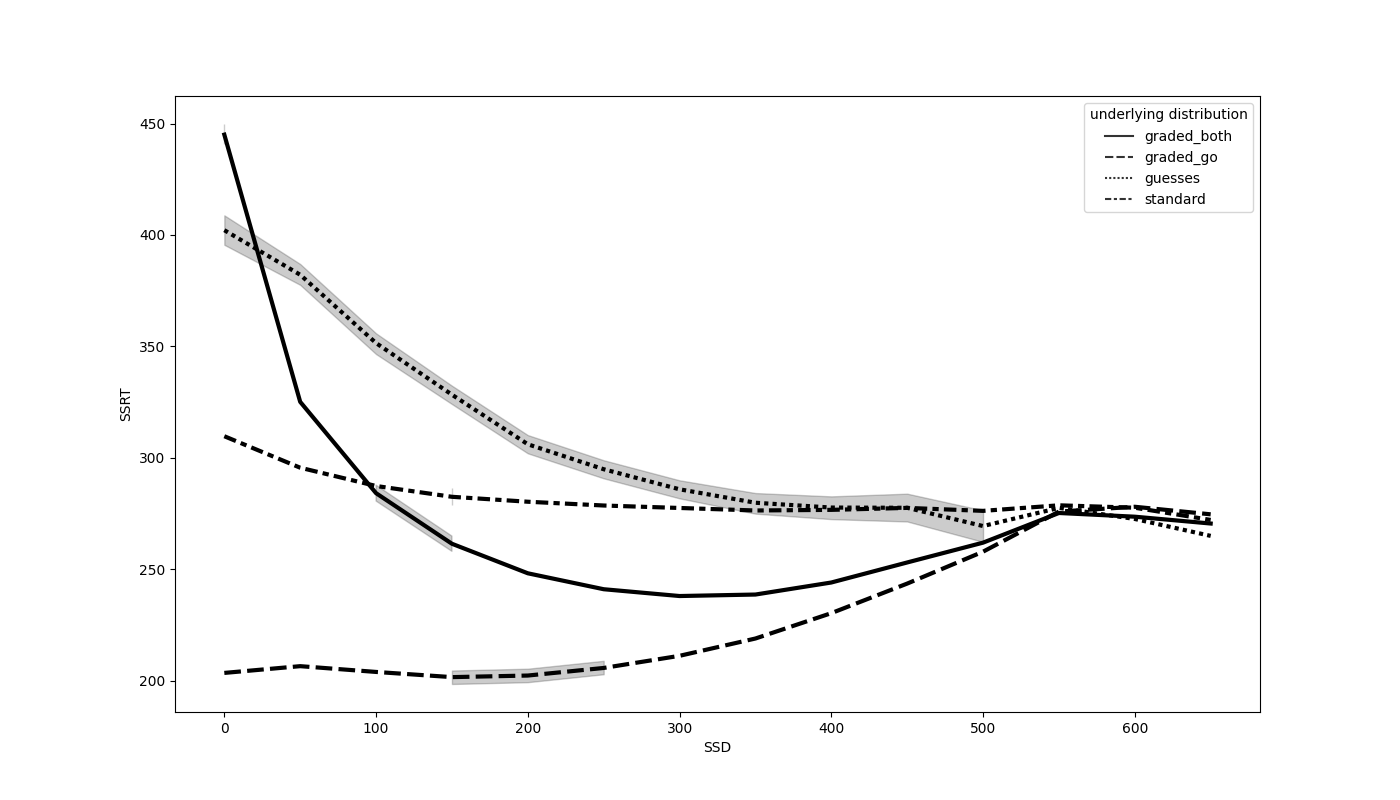 underlying distribution
graded_both
graded_go
guesses
standard
450
400
350
300
250
200
SSRT
0 100 200 300 400 500 600
SSD